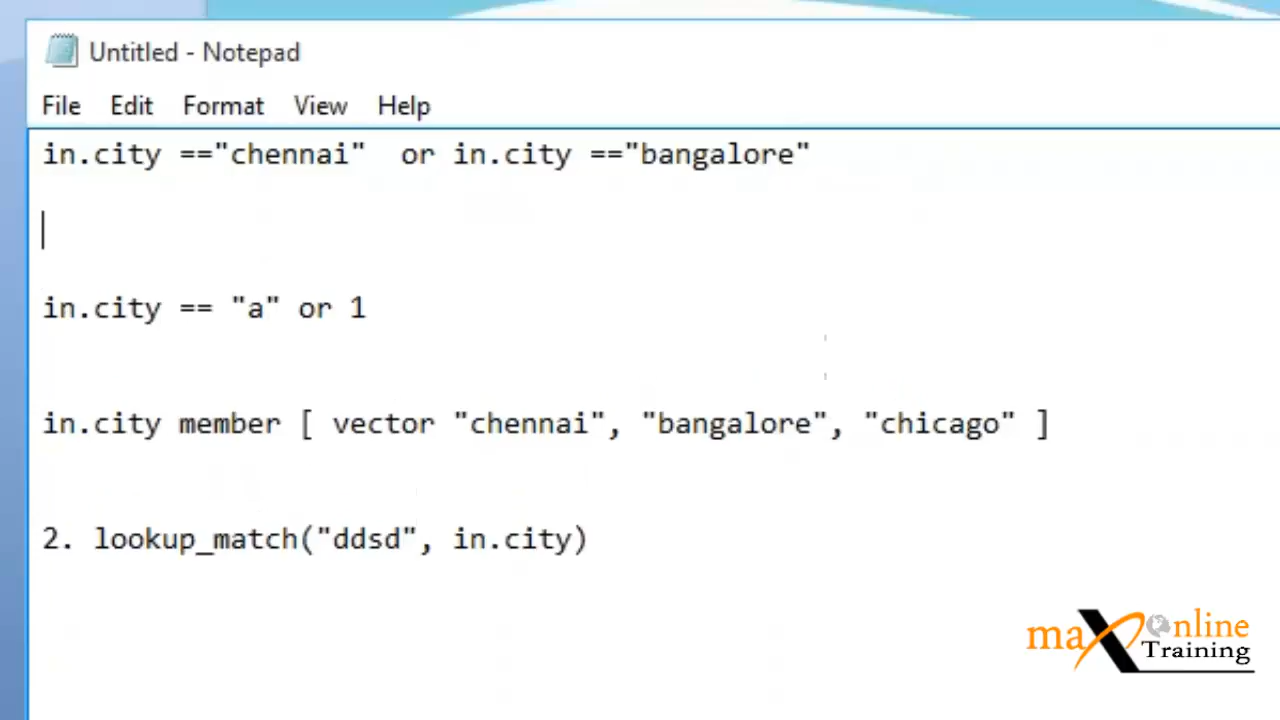 Untitled - Notepad
File Edit Format View Help
in.city =="chennai"  or in.city =="bangalore"
in.city == "a" or 1
in.city member [ vector "chennai", "bangalore", "chicago" ]
2. lookup_match("ddsd", in.city)
maX Online
Training